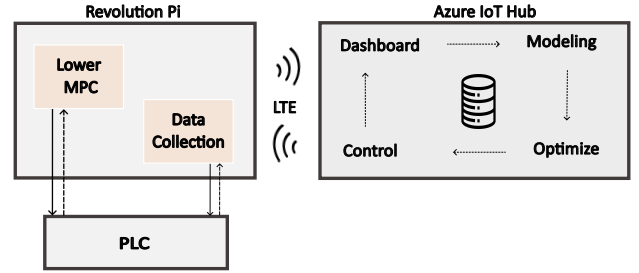 Revolution Pi
Azure IoT Hub
Lower
MPC
Data
Collection
LTE
Dashboard
Modeling
Control
Optimize
PLC